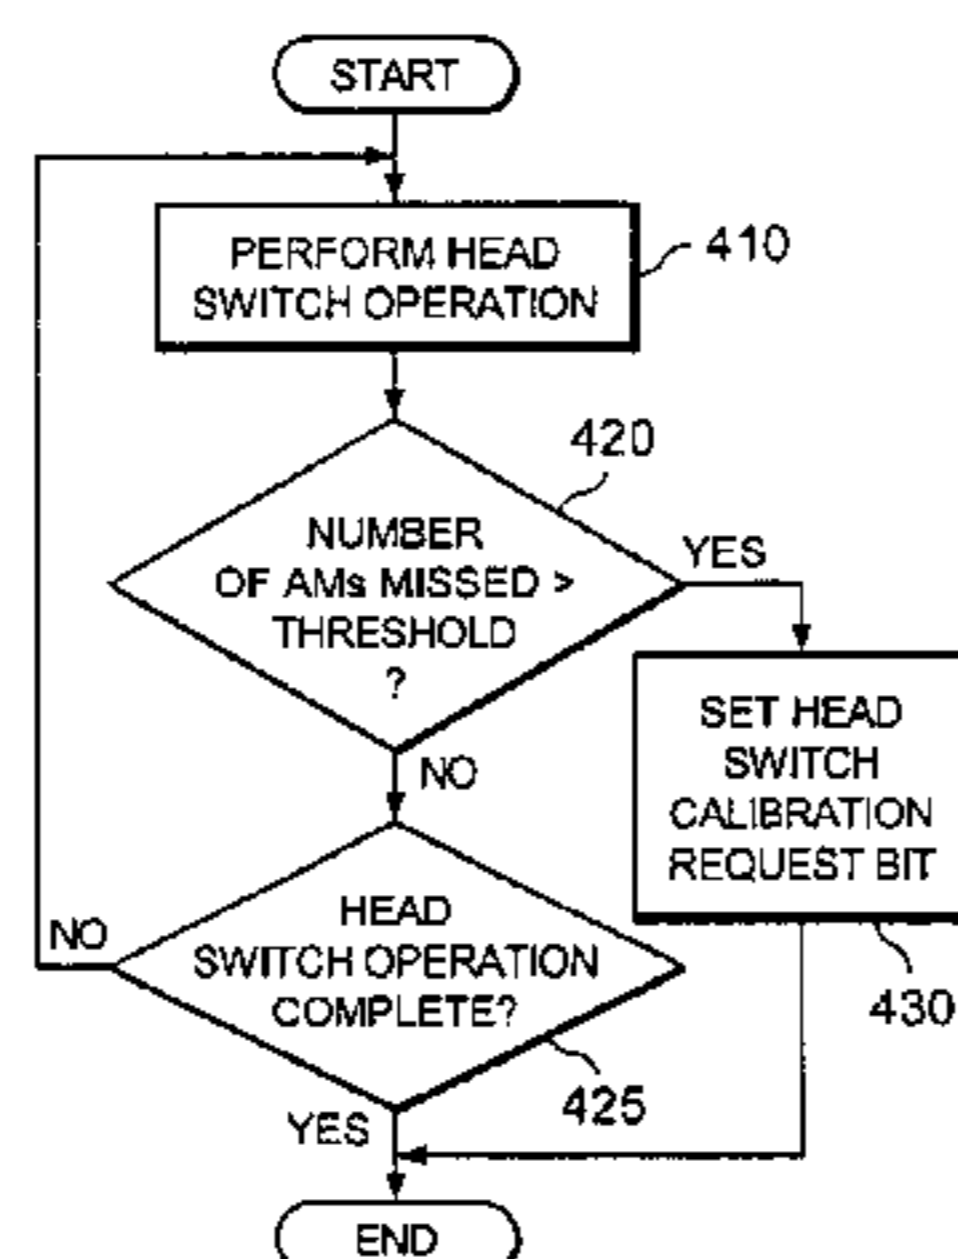 START
PERFORM HEAD
SWITCH OPERATION
410
420
NUMBER
OF AMs MISSED >
THRESHOLD
?
YES
NO
SET HEAD
SWITCH
CALIBRATION
REQUEST BIT
430
HEAD
SWITCH OPERATION
COMPLETE?
NO
425
YES
END